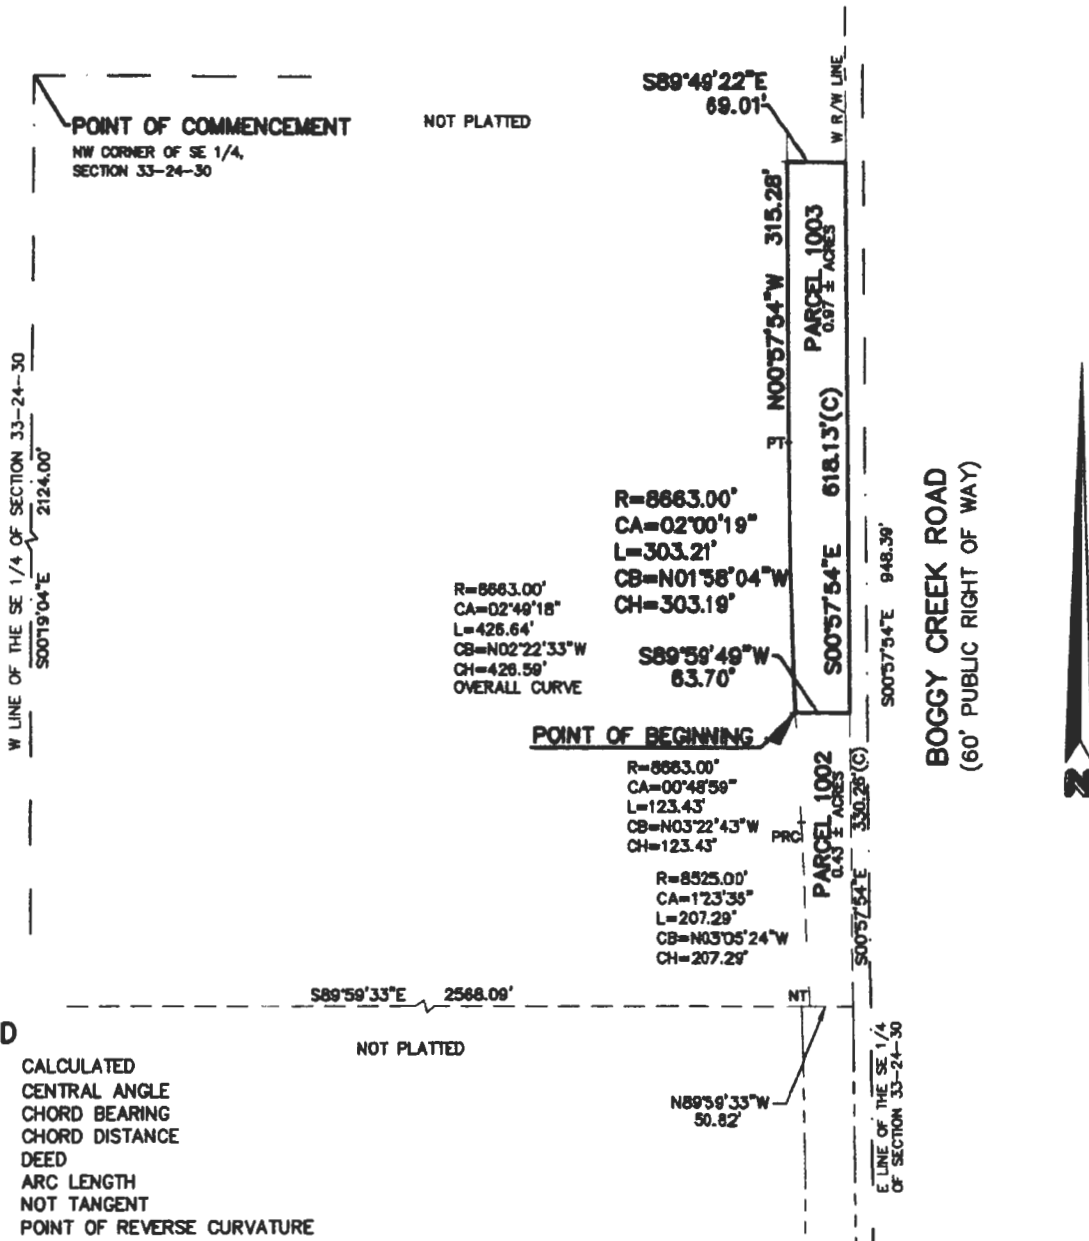 POINT OF COMMENCEMENT
NW CORNER OF SE 1/4,
SECTION 33-24-30
NOT PLATTED
S89°49'22"E
69.01'
W R/W LINE
N00°57'54"W 315.28'
PARCEL 1003
0.97 ± ACRES
PT
S00°57'54"E 618.13'(C)
W LINE OF THE SE 1/4 OF SECTION 33-24-30
S00°19'04"E 2124.00'
R=8663.00'
CA=02°00'19"
L=303.21'
CB=N01°58'04"W
CH=303.19'
R=8663.00'
CA=02°49'18"
L=426.64'
CB=N02°22'33"W
CH=426.59'
OVERALL CURVE
S89°59'49"W
63.70'
S00°57'54"E 948.39'
BOGGY CREEK ROAD
(60' PUBLIC RIGHT OF WAY)
N
POINT OF BEGINNING
R=8663.00'
CA=00°48'59"
L=123.43'
CB=N03°22'43"W
CH=123.43'
PRC
PARCEL 1002
0.43 ± ACRES
S00°57'54"E 330.26'(C)
R=8525.00'
CA=1°23'35"
L=207.29'
CB=N03°05'24"W
CH=207.29'
S89°59'33"E 2568.09'
NT
NOT PLATTED
N89°59'33"W
50.82'
E LINE OF THE SE 1/4
OF SECTION 33-24-30
D
CALCULATED
CENTRAL ANGLE
CHORD BEARING
CHORD DISTANCE
DEED
ARC LENGTH
NOT TANGENT
POINT OF REVERSE CURVATURE